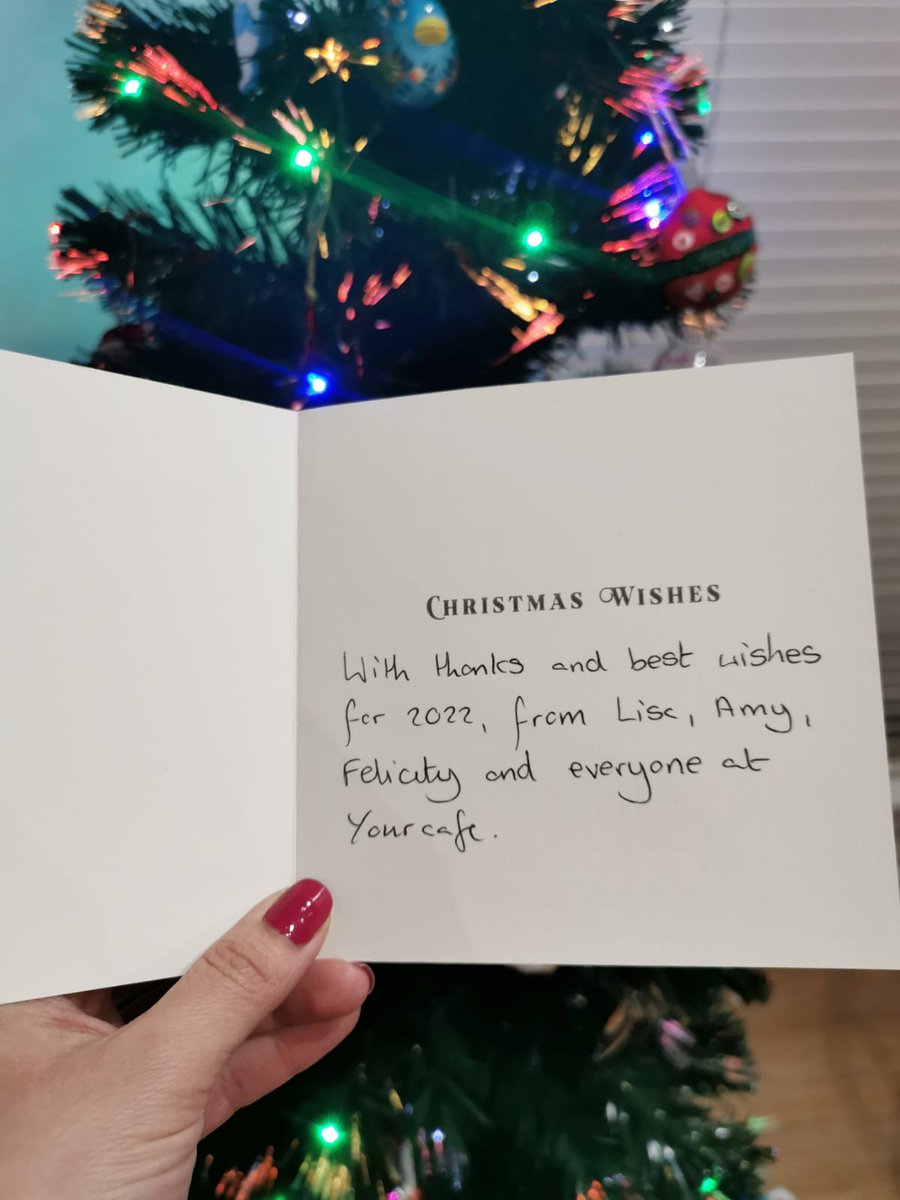 CHRISTMAS WISHES
With thanks and best wishes
for 2022, from Lisa, Amy,
Felicity and everyone at
Yourcafe.